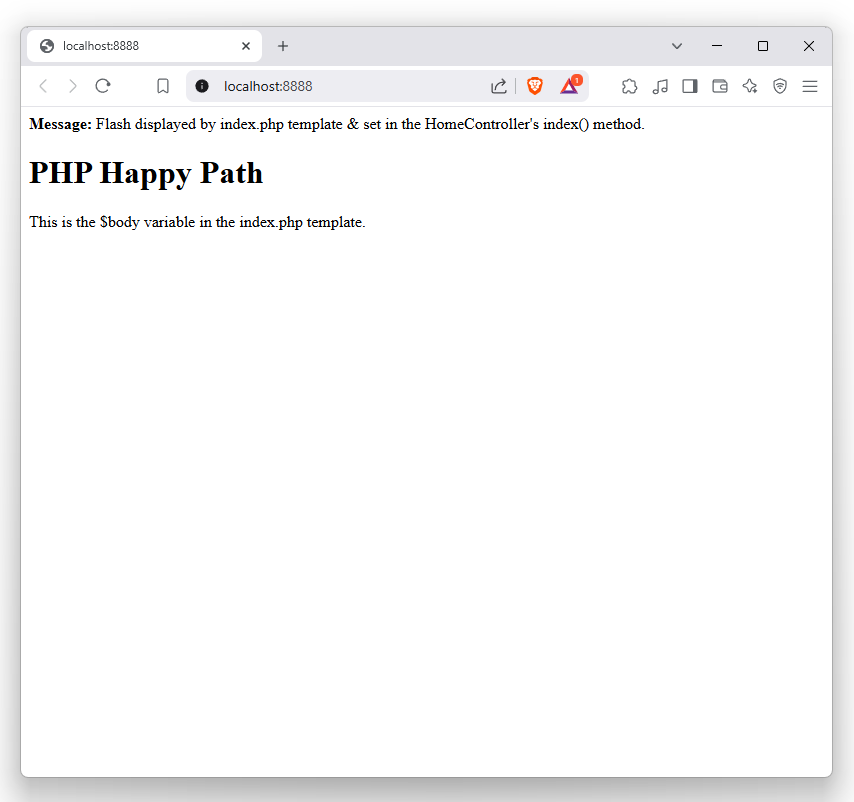 localhost:8888
localhost:8888
1
Message: Flash displayed by index.php template & set in the HomeController's index() method.
PHP Happy Path
This is the $body variable in the index.php template.